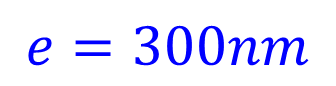 e = 300nm